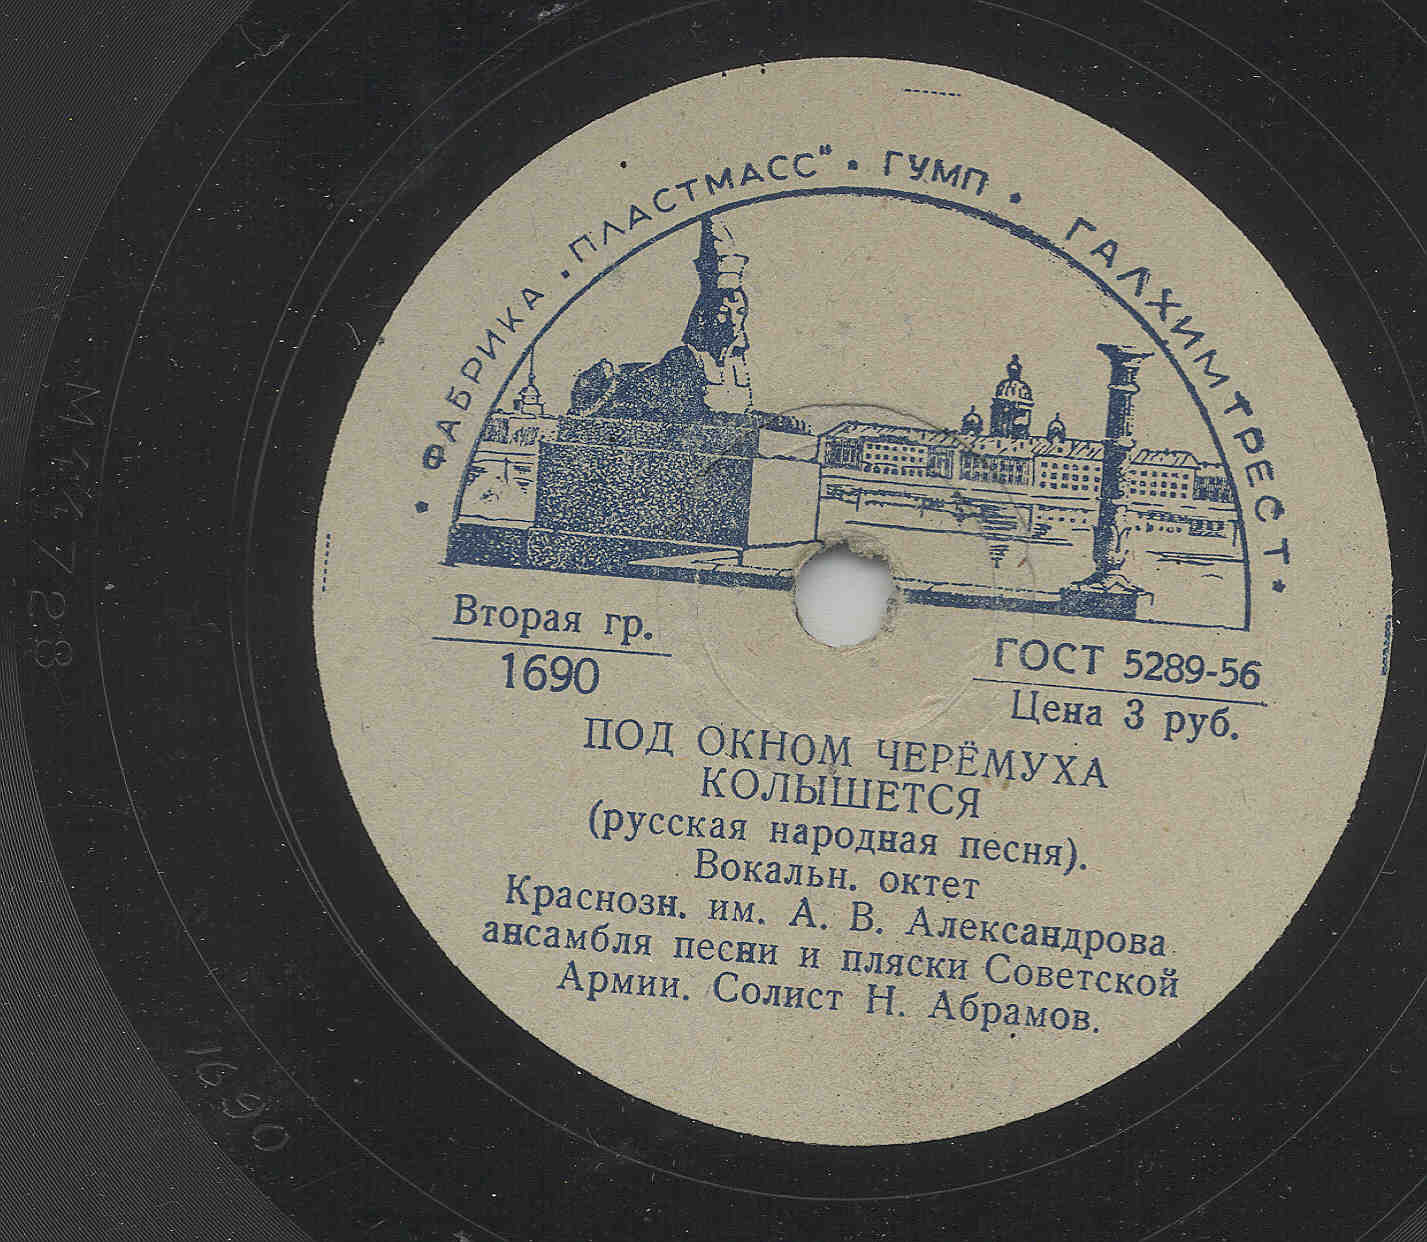 ФАБРИКА „ПЛАСТМАСС" • ГУМП • ГАЛХИМТРЕСТ
Вторая гр.
1690
ГОСТ 5289-56
Цена 3 руб.
ПОД ОКНОМ ЧЕРЁМУХА
КОЛЫШЕТСЯ
(русская народная песня).
Вокальн. октет
Краснозн. им. А. В. Александрова
ансамбля песни и пляски Советской
Армии. Солист Н. Абрамов.
728
1690